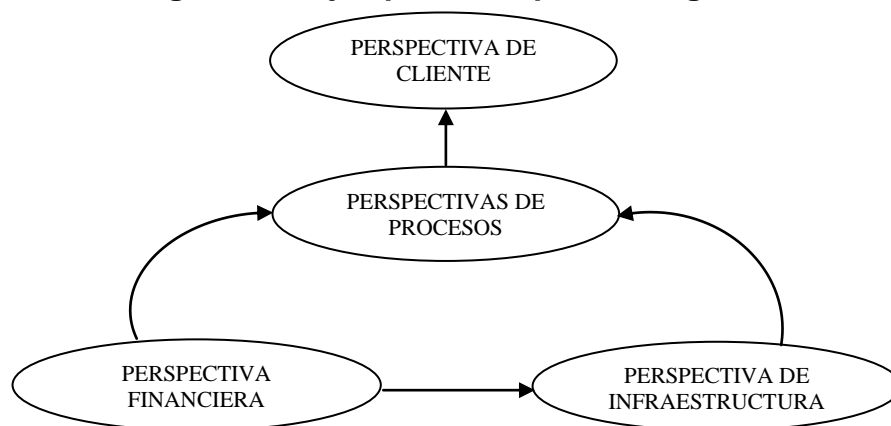 PERSPECTIVA DE
CLIENTE
PERSPECTIVAS DE
PROCESOS
PERSPECTIVA
FINANCIERA
PERSPECTIVA DE
INFRAESTRUCTURA